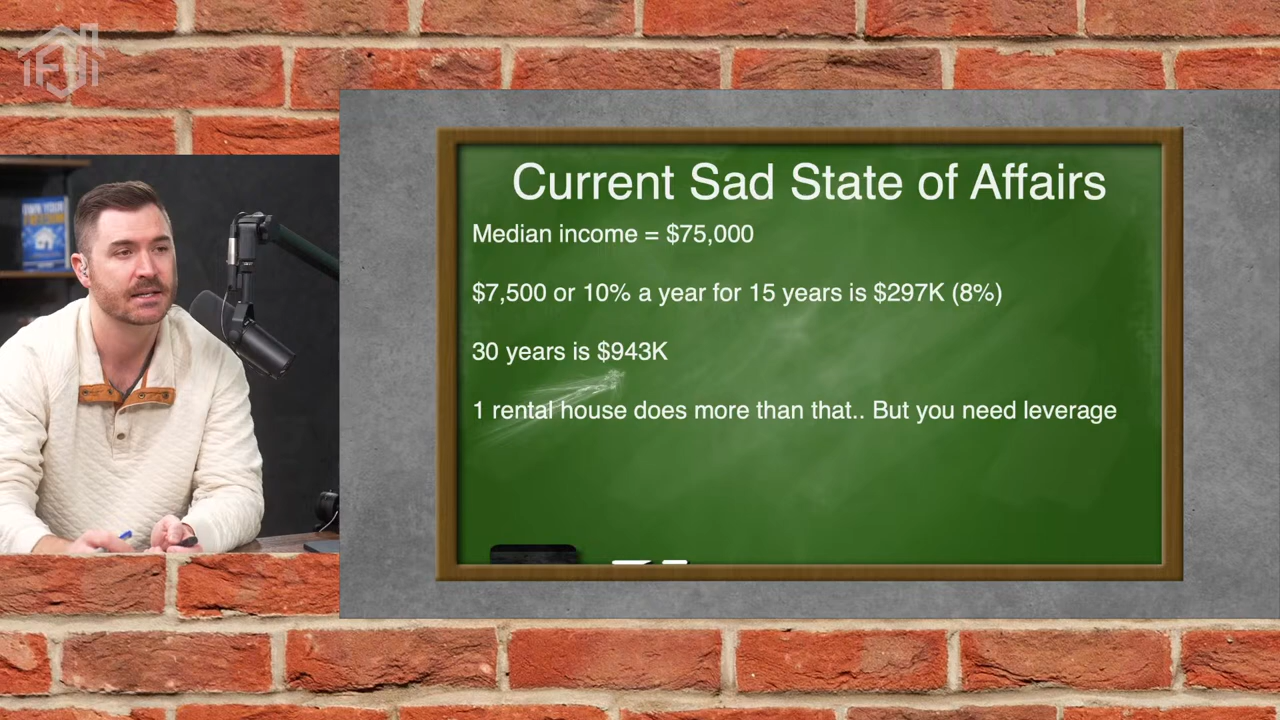 FYI
Current Sad State of Affairs
Median income = $75,000
$7,500 or 10% a year for 15 years is $297K (8%)
30 years is $943K
1 rental house does more than that.. But you need leverage